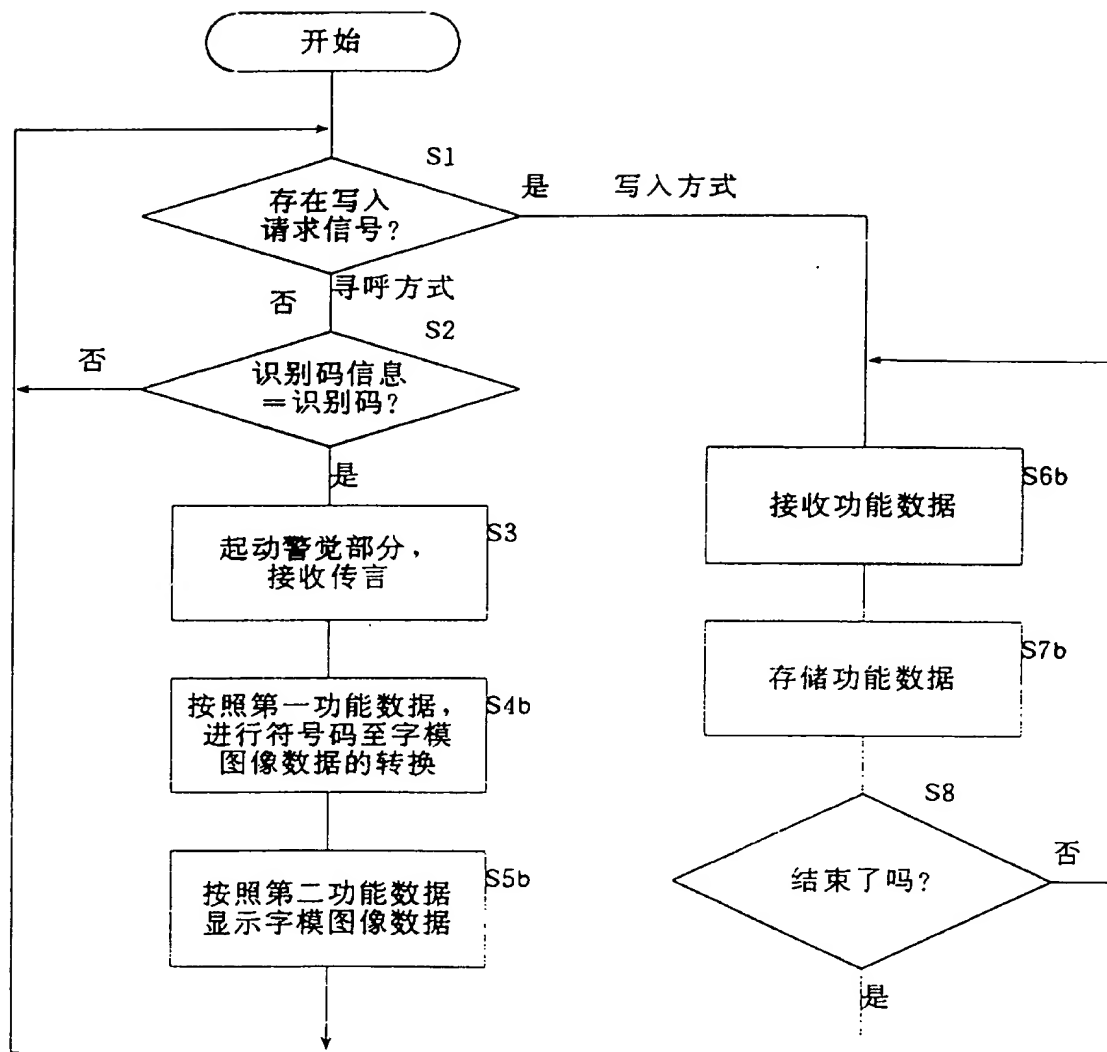 开始
S1
存在写入
请求信号?
是
写入方式
否
寻呼方式
S2
否
识别码信息
=识别码?
是
S3
起动警觉部分,
接收传言
S4b
按照第一功能数据,
进行符号码至字模
图像数据的转换
S5b
按照第二功能数据
显示字模图像数据
S6b
接收功能数据
S7b
存储功能数据
S8
结束了吗?
否
是